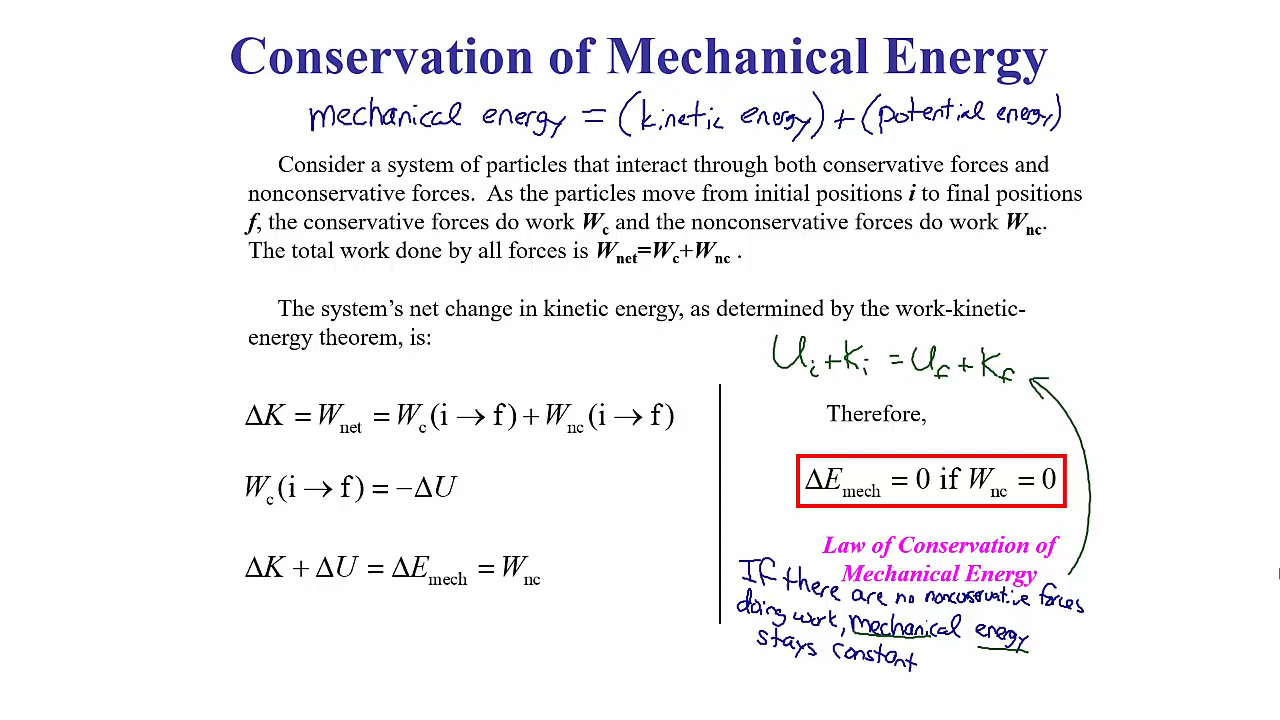 Conservation of Mechanical Energy
mechanical energy = (kinetic energy) + (potential energy)
Consider a system of particles that interact through both conservative forces and
nonconservative forces. As the particles move from initial positions i to final positions
f, the conservative forces do work Wc and the nonconservative forces do work Wnc.
The total work done by all forces is Wnet=Wc+Wnc .
The system's net change in kinetic energy, as determined by the work-kinetic-
energy theorem, is:
ΔK = Wnet = Wc (i → f) + Wnc (i → f)
Wc (i → f) = −ΔU
ΔK + ΔU = ΔEmech = Wnc
Ui + Ki = Uf + Kf
Therefore,
ΔEmech = 0 if Wnc = 0
Law of Conservation of
Mechanical Energy
If there are no nonconservative forces
doing work, mechanical energy
stays constant